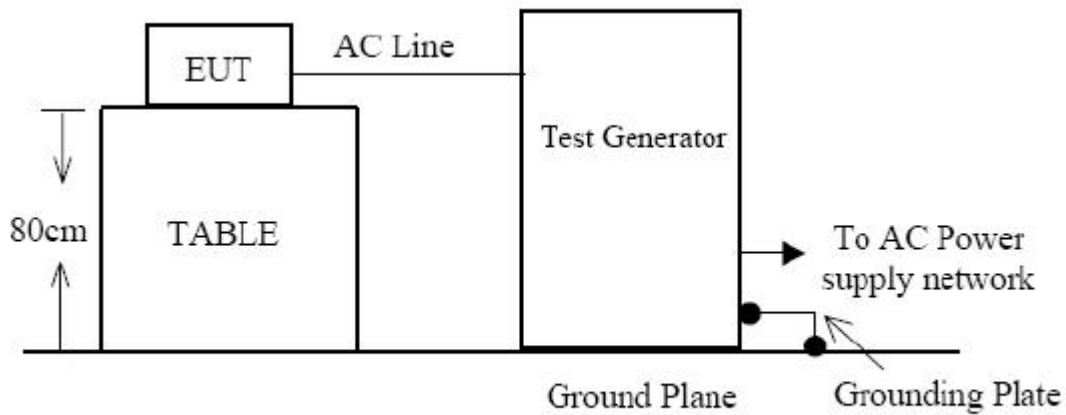 AC Line
EUT
Test Generator
80cm
TABLE
To AC Power
supply network
Ground Plane
Grounding Plate